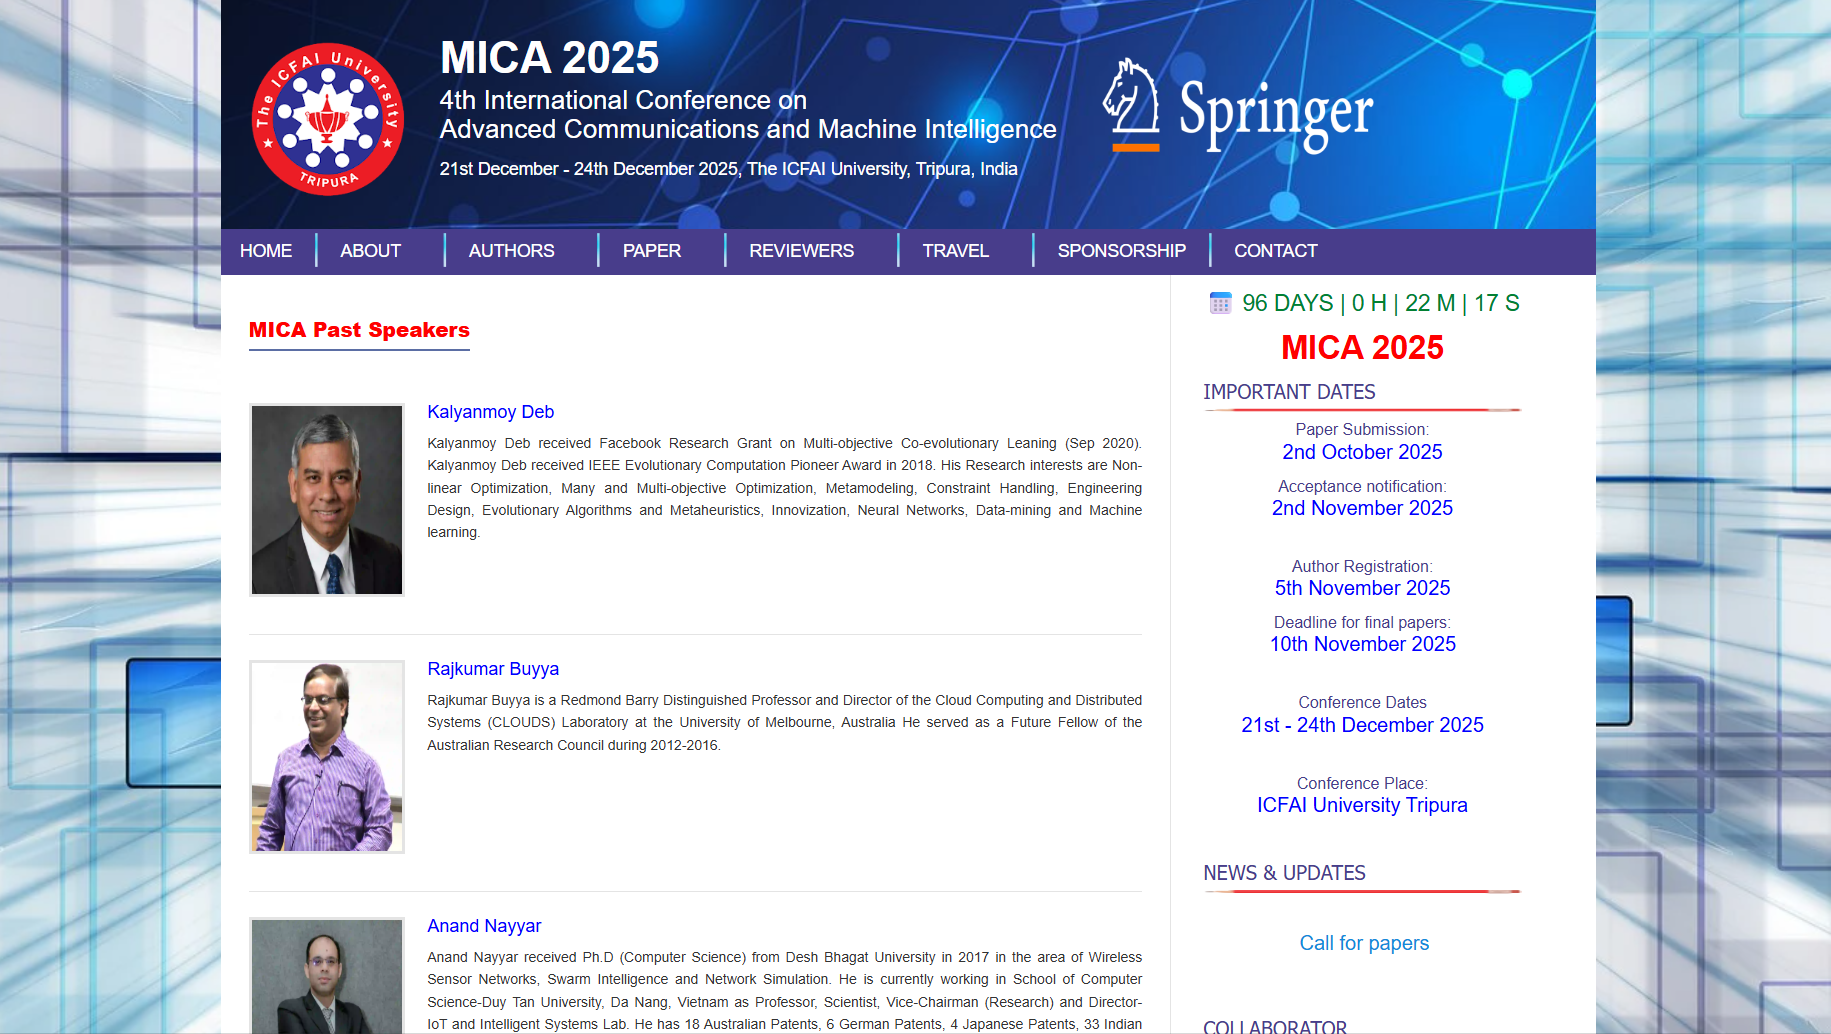 The ICFAI University
TRIPURA
MICA 2025
4th International Conference on
Advanced Communications and Machine Intelligence
21st December - 24th December 2025, The ICFAI University, Tripura, India
Springer
HOME
ABOUT
AUTHORS
PAPER
REVIEWERS
TRAVEL
SPONSORSHIP
CONTACT
MICA Past Speakers
Kalyanmoy Deb
Kalyanmoy Deb received Facebook Research Grant on Multi-objective Co-evolutionary Leaning (Sep 2020).
Kalyanmoy Deb received IEEE Evolutionary Computation Pioneer Award in 2018. His Research interests are Non-
linear Optimization, Many and Multi-objective Optimization, Metamodeling, Constraint Handling, Engineering
Design, Evolutionary Algorithms and Metaheuristics, Innovization, Neural Networks, Data-mining and Machine
learning.
Rajkumar Buyya
Rajkumar Buyya is a Redmond Barry Distinguished Professor and Director of the Cloud Computing and Distributed
Systems (CLOUDS) Laboratory at the University of Melbourne, Australia He served as a Future Fellow of the
Australian Research Council during 2012-2016.
Anand Nayyar
Anand Nayyar received Ph.D (Computer Science) from Desh Bhagat University in 2017 in the area of Wireless
Sensor Networks, Swarm Intelligence and Network Simulation. He is currently working in School of Computer
Science-Duy Tan University, Da Nang, Vietnam as Professor, Scientist, Vice-Chairman (Research) and Director-
IoT and Intelligent Systems Lab. He has 18 Australian Patents, 6 German Patents, 4 Japanese Patents, 33 Indian
96 DAYS | 0 H | 22 M | 17 S
MICA 2025
IMPORTANT DATES
Paper Submission:
2nd October 2025
Acceptance notification:
2nd November 2025
Author Registration:
5th November 2025
Deadline for final papers:
10th November 2025
Conference Dates
21st - 24th December 2025
Conference Place:
ICFAI University Tripura
NEWS & UPDATES
Call for papers
COLLABORATOR